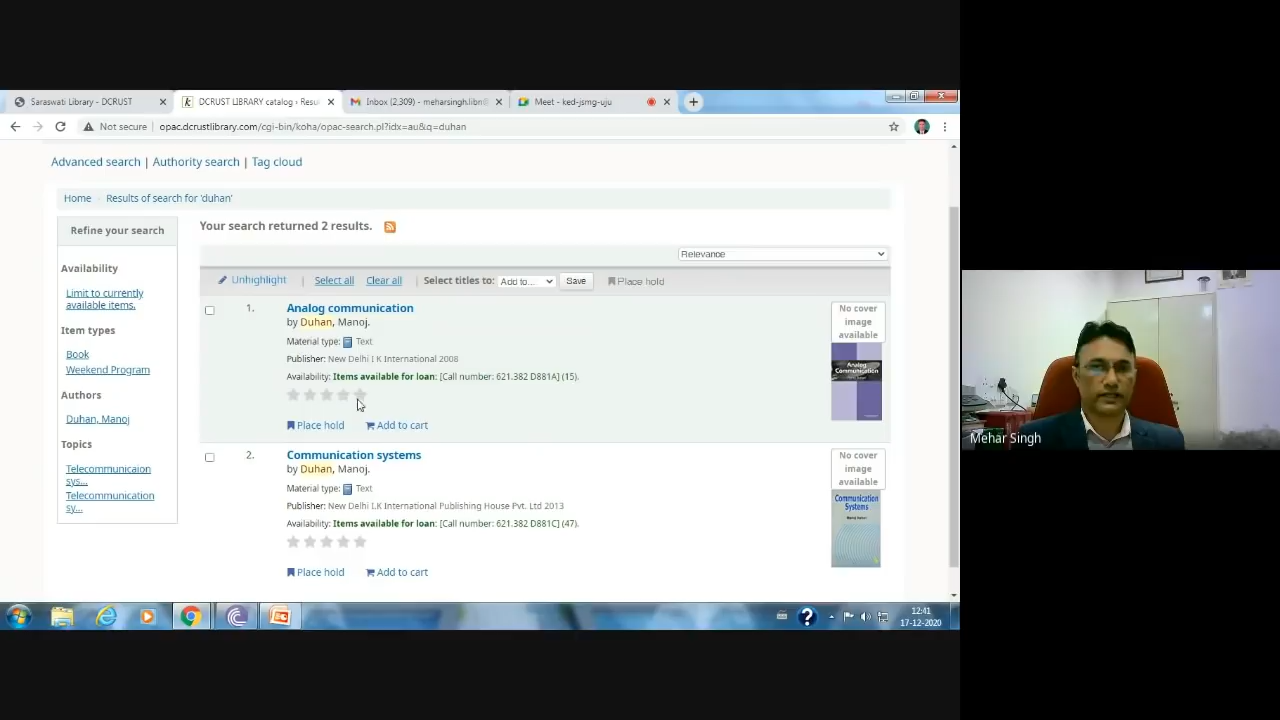 Saraswati Library - DCRUST
DCRUST LIBRARY catalog › Resu
Inbox (2,309) - meharsingh.libn@
Meet - ked-jsmg-uju
Not secure | opac.dcrustlibrary.com/cgi-bin/koha/opac-search.pl?idx=au&q=duhan
Advanced search | Authority search | Tag cloud
Home › Results of search for 'duhan'
Refine your search
Availability
Limit to currently
available items.
Item types
Book
Weekend Program
Authors
Duhan, Manoj
Topics
Telecommunicaion
sys...
Telecommunication
sy...
Your search returned 2 results.
Relevance
Unhighlight | Select all Clear all | Select titles to: Add to... Save Place hold
1. Analog communication
by Duhan, Manoj.
Material type: Text
Publisher: New Delhi I K International 2008
Availability: Items available for loan: [Call number: 621.382 D881A] (15).
Place hold Add to cart
No cover
image
available
Analog
Communication
2. Communication systems
by Duhan, Manoj.
Material type: Text
Publisher: New Delhi I.K International Publishing House Pvt. Ltd 2013
Availability: Items available for loan: [Call number: 621.382 D881C] (47).
Place hold Add to cart
No cover
image
available
Communication
Systems
12:41
17-12-2020
Mehar Singh